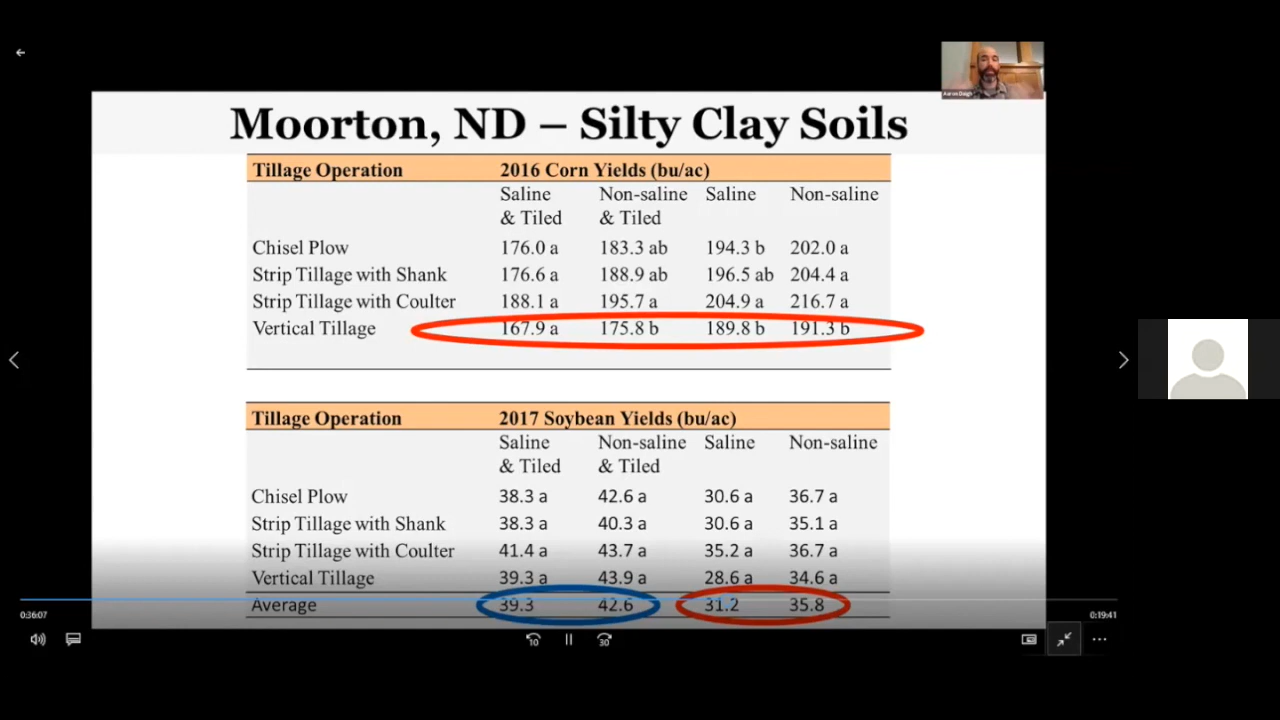 Aaron Daigh
Moorton, ND – Silty Clay Soils
Tillage Operation 2016 Corn Yields (bu/ac)
Saline Non-saline Saline Non-saline
& Tiled & Tiled
Chisel Plow 176.0 a 183.3 ab 194.3 b 202.0 a
Strip Tillage with Shank 176.6 a 188.9 ab 196.5 ab 204.4 a
Strip Tillage with Coulter 188.1 a 195.7 a 204.9 a 216.7 a
Vertical Tillage 167.9 a 175.8 b 189.8 b 191.3 b
Tillage Operation 2017 Soybean Yields (bu/ac)
Saline Non-saline Saline Non-saline
& Tiled & Tiled
Chisel Plow 38.3 a 42.6 a 30.6 a 36.7 a
Strip Tillage with Shank 38.3 a 40.3 a 30.6 a 35.1 a
Strip Tillage with Coulter 41.4 a 43.7 a 35.2 a 36.7 a
Vertical Tillage 39.3 a 43.9 a 28.6 a 34.6 a
Average 39.3 42.6 31.2 35.8
0:36:07 0:19:41
10 30